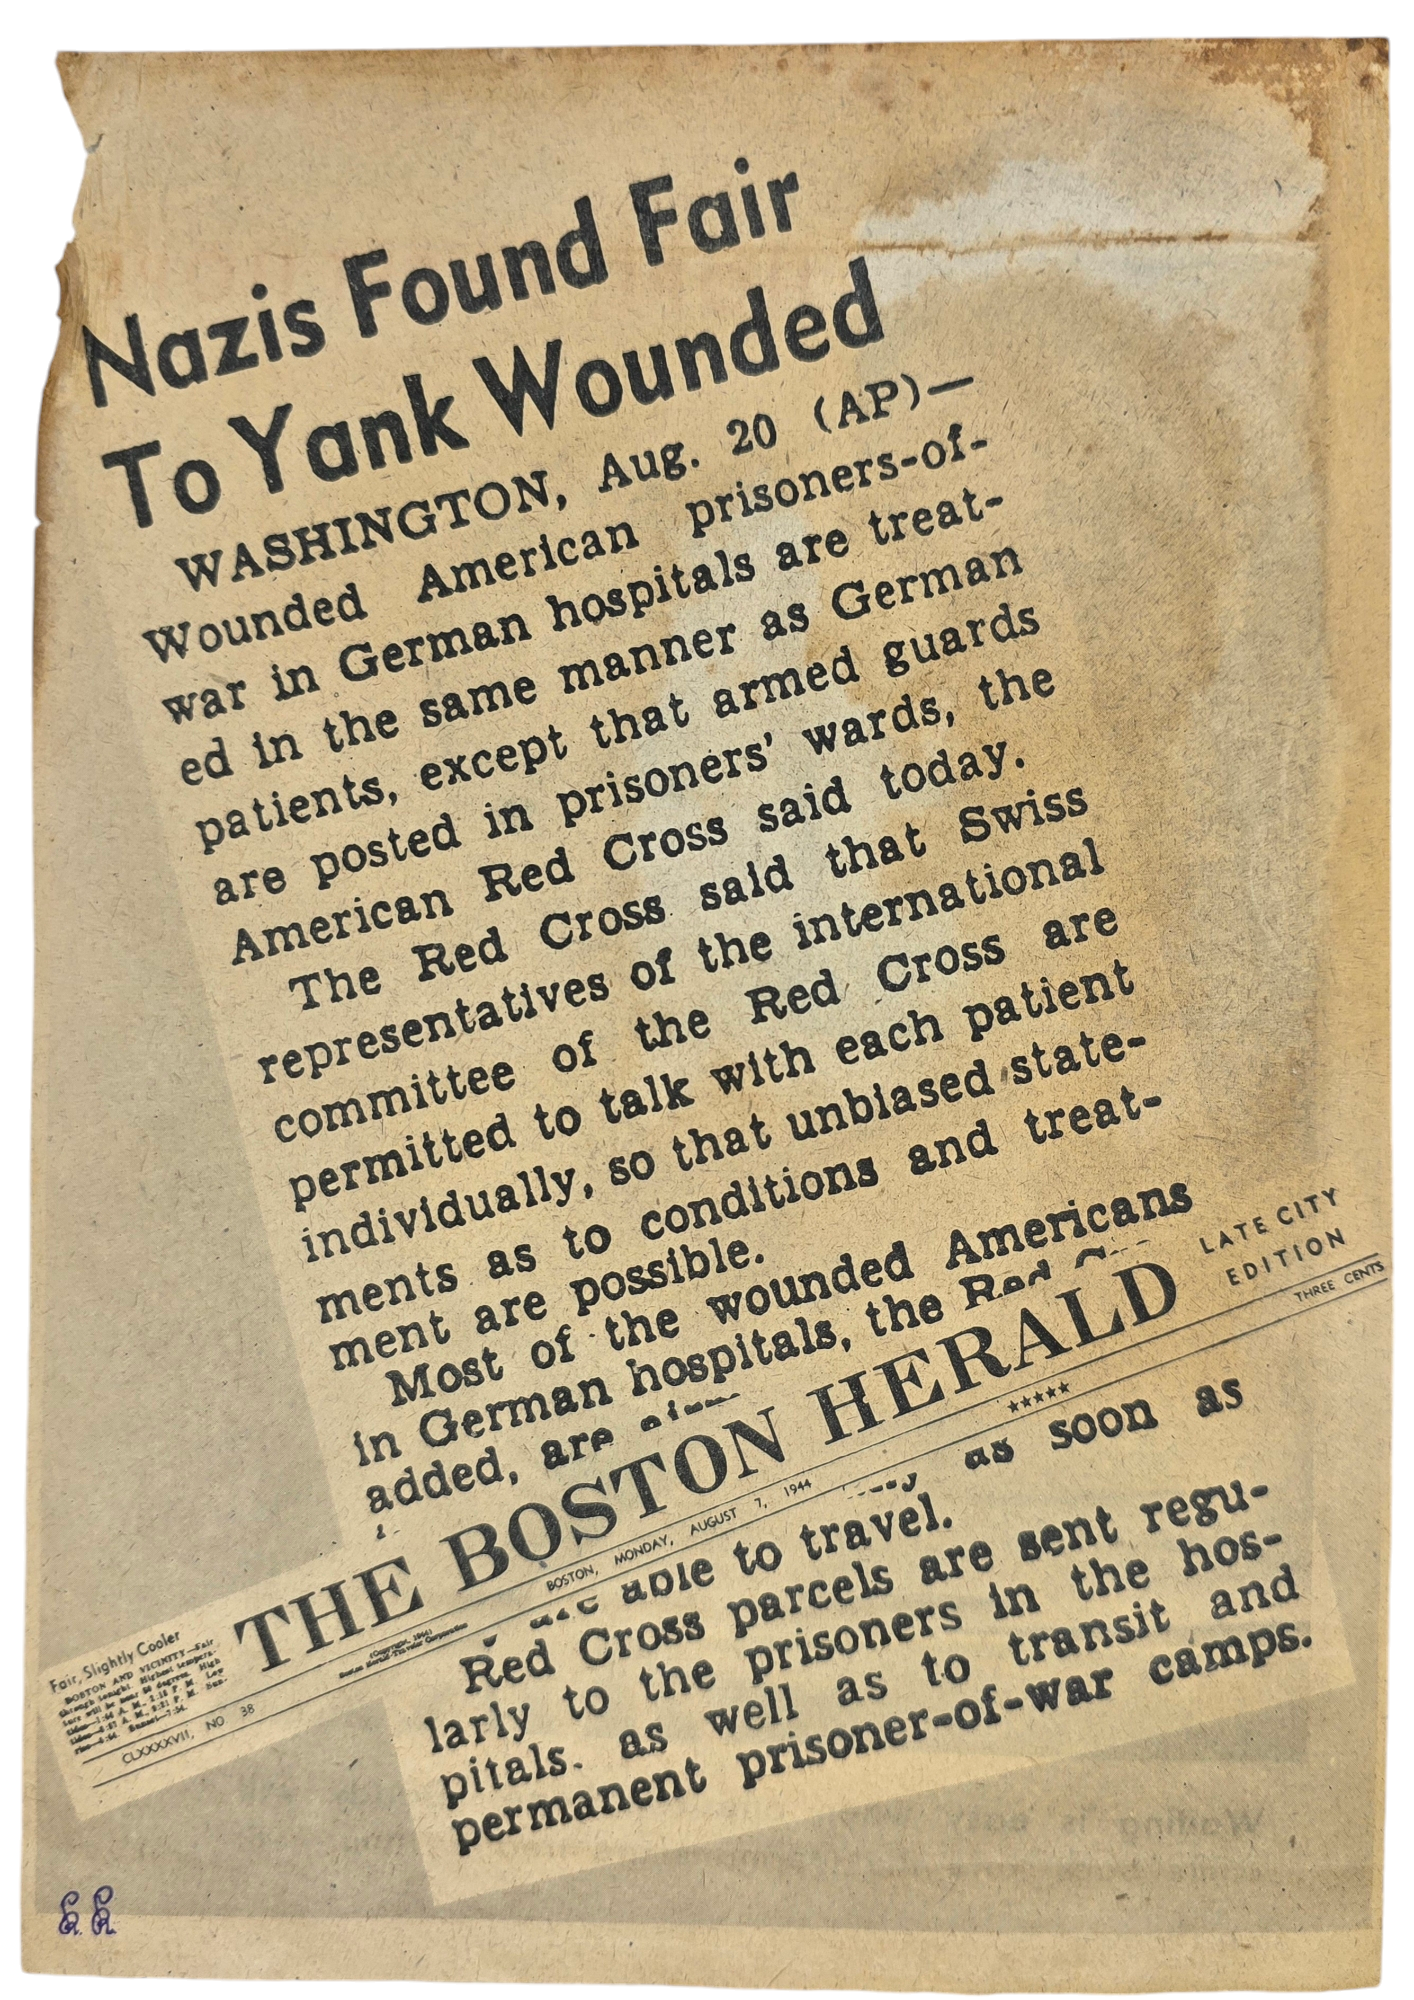 Nazis Found Fair
To Yank Wounded
WASHINGTON, Aug. 20 (AP)—
Wounded American prisoners-of-
war in German hospitals are treat-
ed in the same manner as German
patients, except that armed guards
are posted in prisoners' wards, the
American Red Cross said today.
The Red Cross said that Swiss
representatives of the international
committee of the Red Cross are
permitted to talk with each patient
individually, so that unbiased state-
ments as to conditions and treat-
ment are possible.
Most of the wounded Americans
in German hospitals, the Red
added, are
LATE CITY
EDITION
THE BOSTON HERALD
THREE CENTS
★★★★★
BOSTON, MONDAY, AUGUST 7, 1944
Fair, Slightly Cooler
BOSTON AND VICINITY—Fair
CLXXXXVII, NO 38
as soon as
able to travel.
Red Cross parcels are sent regu-
larly to the prisoners in the hos-
pitals. as well as to transit and
permanent prisoner-of-war camps.